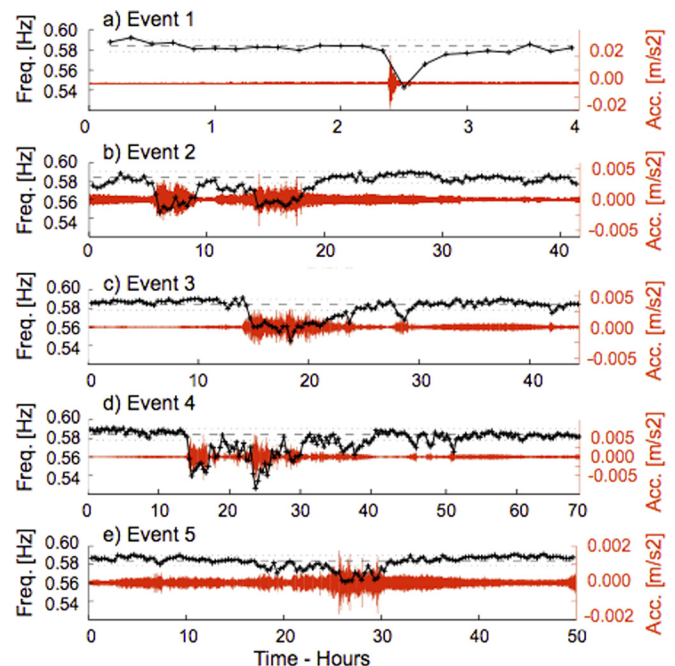 a) Event 1
Freq. [Hz]
0.60
0.58
0.56
0.54
0.02
0.00
-0.02
Acc. [m/s2]
0 1 2 3 4
b) Event 2
Freq. [Hz]
0.60
0.58
0.56
0.005
0.000
-0.005
Acc. [m/s2]
0 10 20 30 40
c) Event 3
Freq. [Hz]
0.60
0.58
0.56
0.54
0.005
0.000
-0.005
Acc. [m/s2]
0 10 20 30 40
d) Event 4
Freq. [Hz]
0.60
0.58
0.56
0.54
0.005
0.000
-0.005
Acc. [m/s2]
0 10 20 30 40 50 60 70
e) Event 5
Freq. [Hz]
0.60
0.58
0.56
0.54
0.002
0.000
-0.002
Acc. [m/s2]
0 10 20 30 40 50
Time - Hours